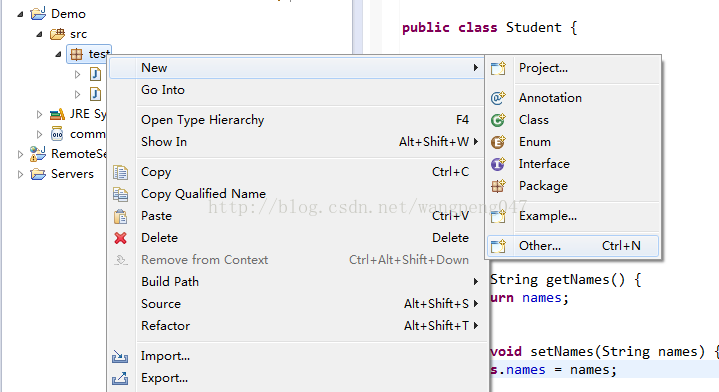 Demo
src
test
JRE Sy
comm
RemoteSe
Servers
New
Go Into
Open Type Hierarchy F4
Show In Alt+Shift+W
Copy Ctrl+C
Copy Qualified Name
Paste Ctrl+V
Delete Delete
Remove from Context Ctrl+Alt+Shift+Down
Build Path
Source Alt+Shift+S
Refactor Alt+Shift+T
Import...
Export...
Project...
Annotation
Class
Enum
Interface
Package
Example...
Other... Ctrl+N
public class Student {
String getNames() {
urn names;
void setNames(String names) {
s.names = names;
http://blog.csdn.net/wangpeng047